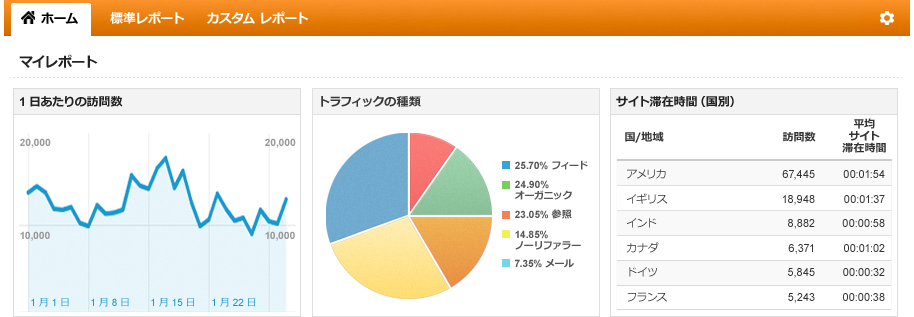 ホーム 標準レポート カスタム レポート
マイレポート
1 日あたりの訪問数
20,000 20,000
10,000 10,000
1 月 1 日 1 月 8 日 1 月 15 日 1 月 22 日
トラフィックの種類
25.70% フィード
24.90%
オーガニック
23.05% 参照
14.85%
ノーリファラー
7.35% メール
サイト滞在時間 (国別)
国/地域 訪問数 平均
サイト
滞在時間
アメリカ 67,445 00:01:54
イギリス 18,948 00:01:37
インド 8,882 00:00:58
カナダ 6,371 00:01:02
ドイツ 5,845 00:00:32
フランス 5,243 00:00:38